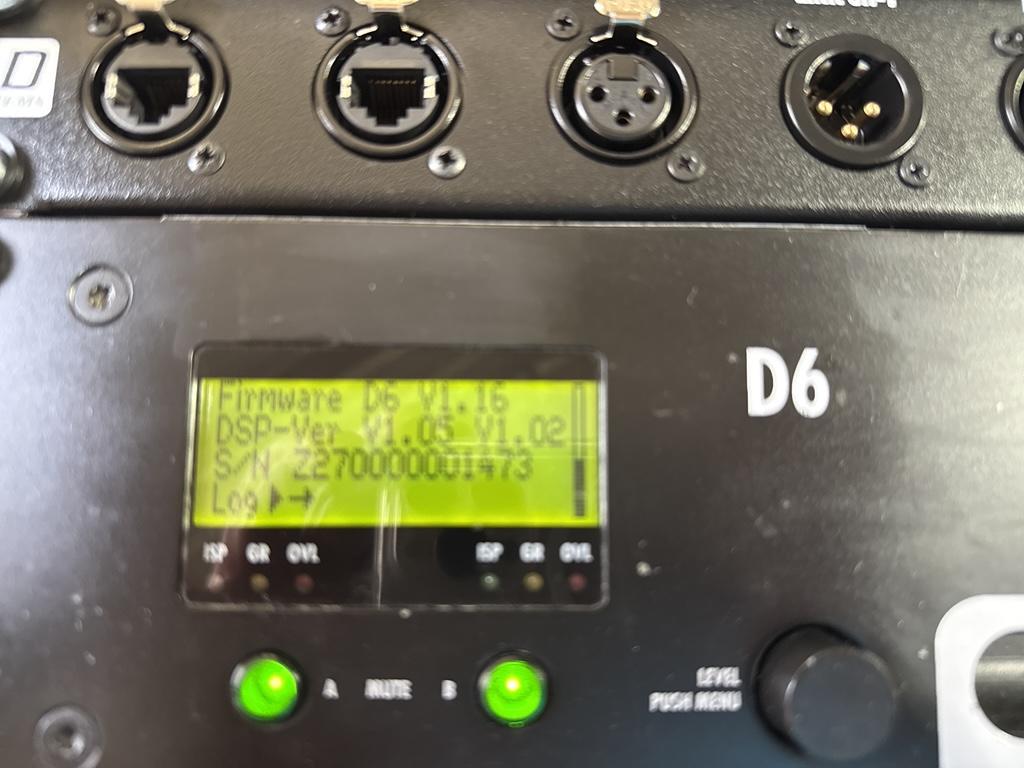 D
D6
Firmware D6 V1.16
DSP-Ver V1.05 V1.02
S/N Z270000001473
Log
ISP GR OVL ISP GR OVL
A MUTE B
LEVEL
PUSH MENU